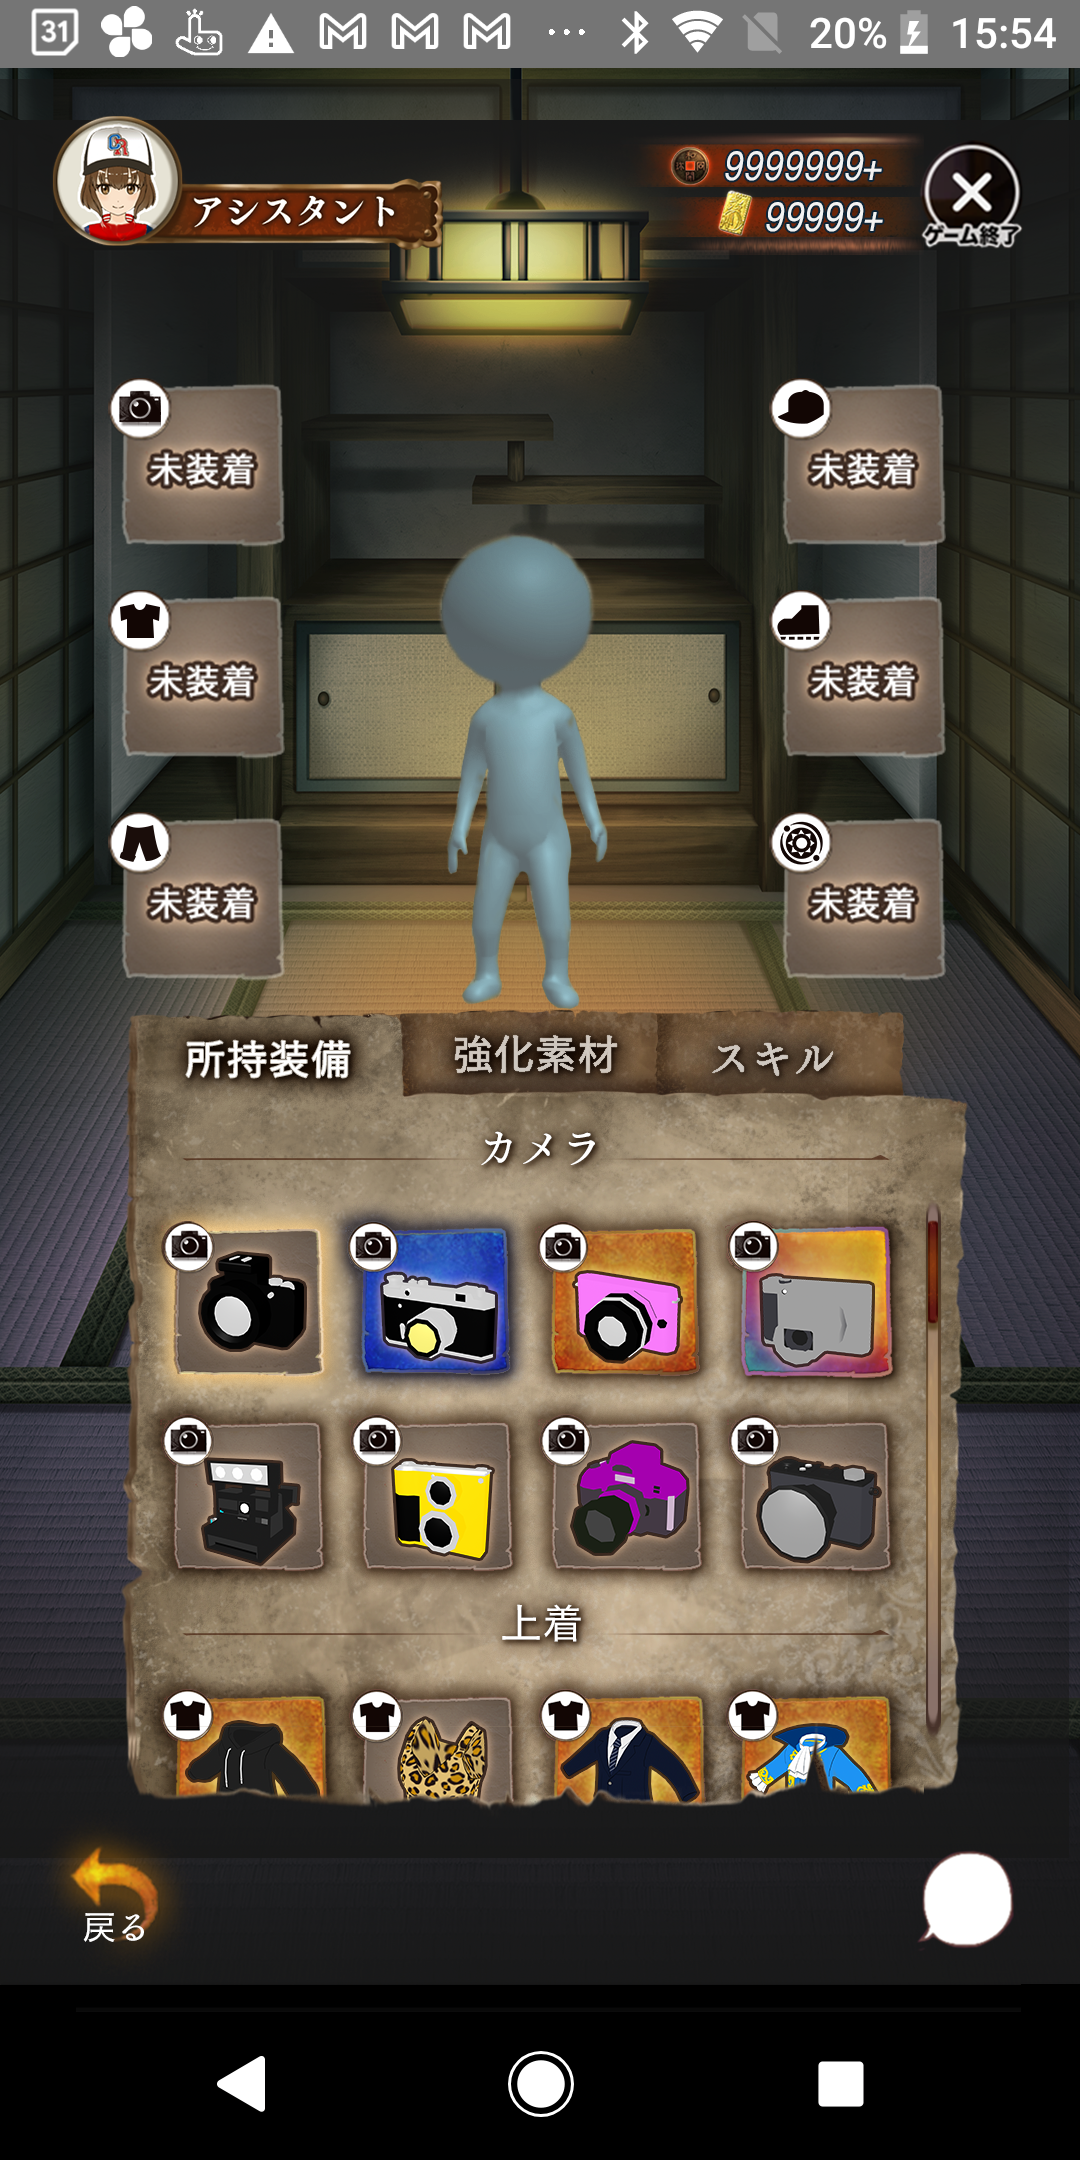 31
20%
15:54
CR
アシスタント
9999999+
99999+
ゲーム終了
未装着
未装着
未装着
未装着
未装着
未装着
所持装備
強化素材
スキル
カメラ
上着
戻る